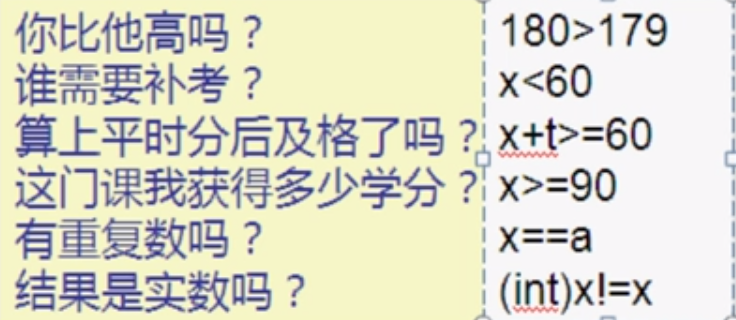 你比他高吗？ 180>179
谁需要补考？ x<60
算上平时分后及格了吗？ x+t>=60
这门课我获得多少学分？ x>=90
有重复数吗？ x==a
结果是实数吗？ (int)x!=x